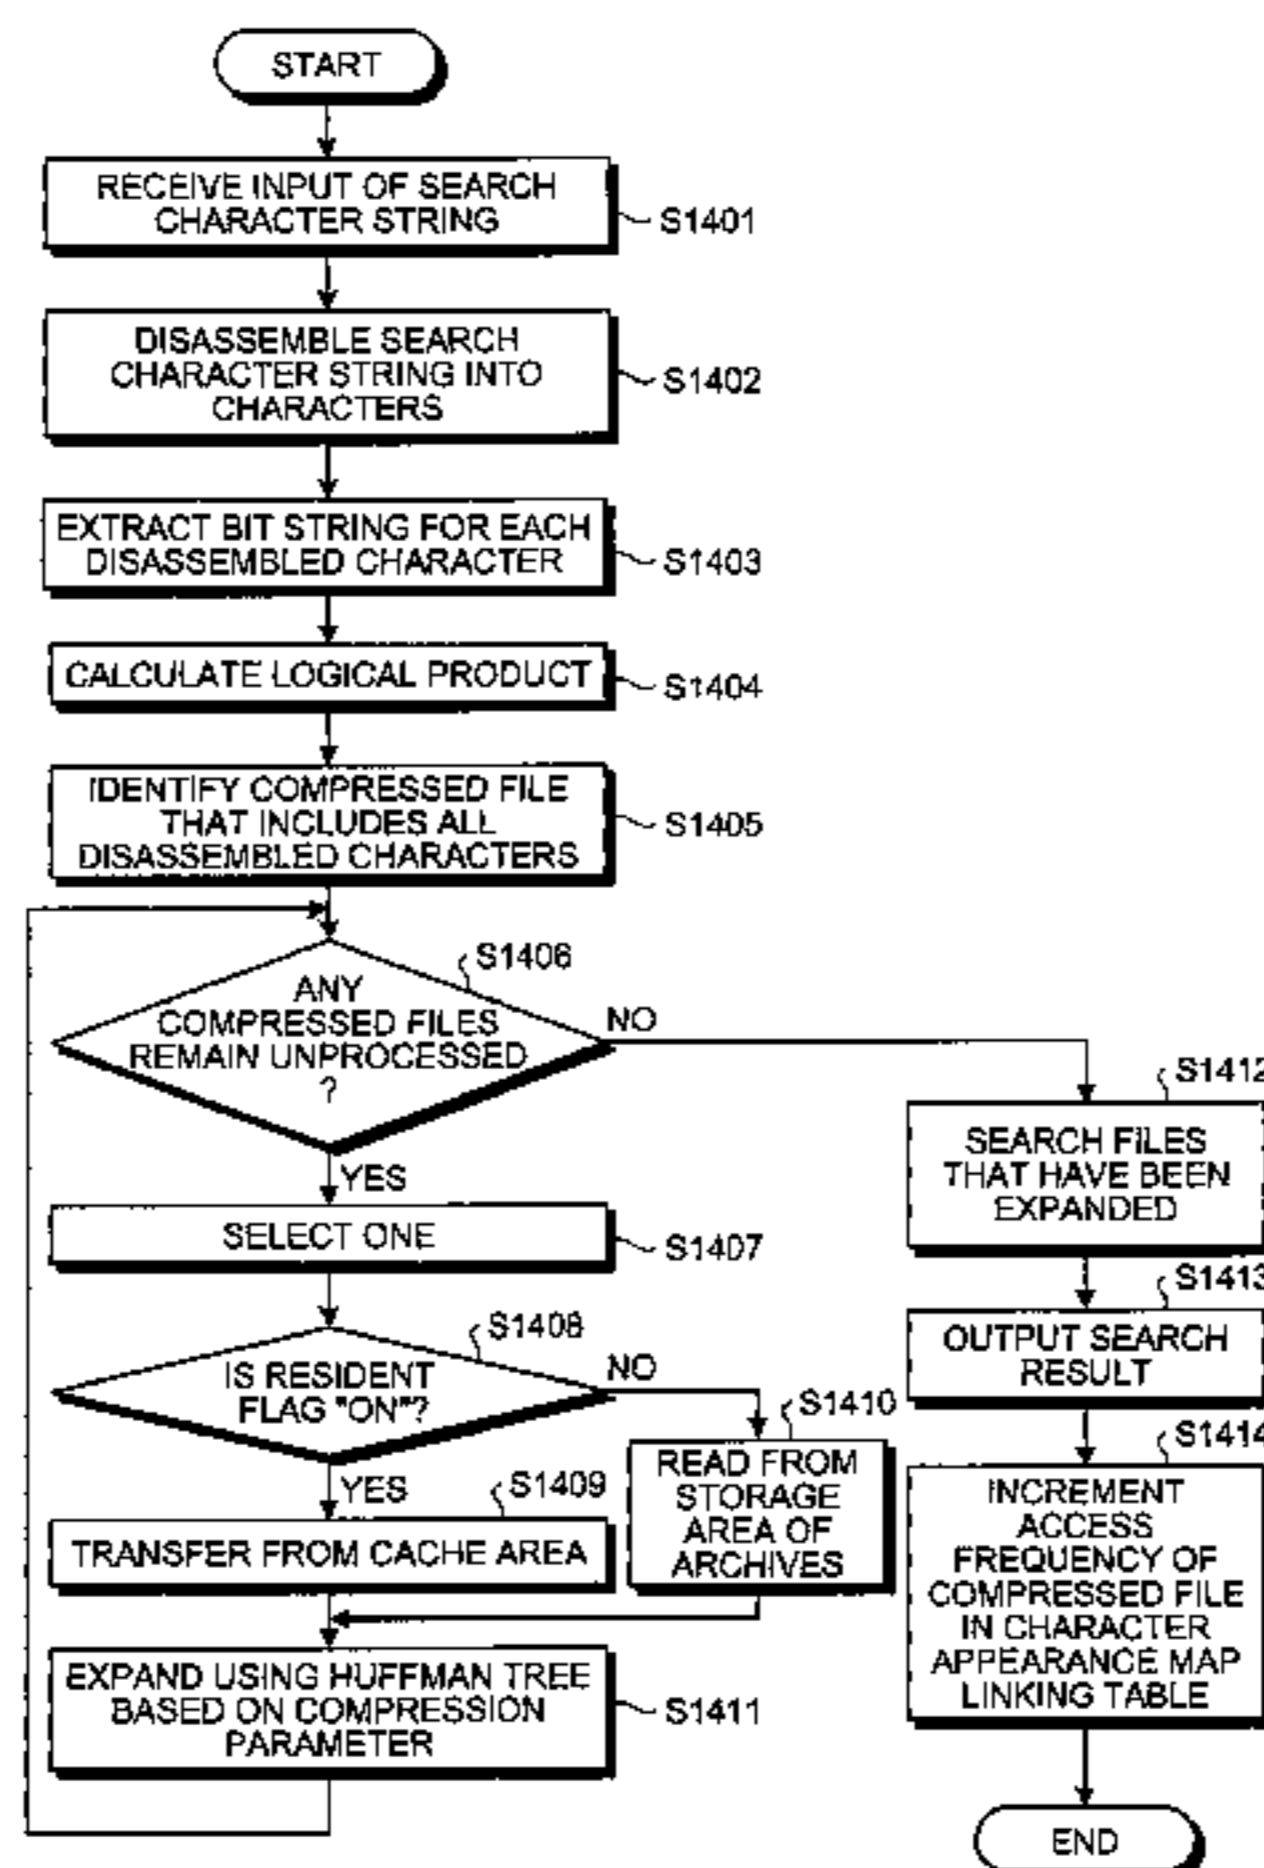 START
RECEIVE INPUT OF SEARCH
CHARACTER STRING
S1401
DISASSEMBLE SEARCH
CHARACTER STRING INTO
CHARACTERS
S1402
EXTRACT BIT STRING FOR EACH
DISASSEMBLED CHARACTER
S1403
CALCULATE LOGICAL PRODUCT
S1404
IDENTIFY COMPRESSED FILE
THAT INCLUDES ALL
DISASSEMBLED CHARACTERS
S1405
S1406
ANY
COMPRESSED FILES
REMAIN UNPROCESSED
?
NO
YES
SELECT ONE
S1407
S1408
IS RESIDENT
FLAG "ON"?
NO
YES
S1409
TRANSFER FROM CACHE AREA
S1410
READ FROM
STORAGE
AREA OF
ARCHIVES
EXPAND USING HUFFMAN TREE
BASED ON COMPRESSION
PARAMETER
S1411
S1412
SEARCH FILES
THAT HAVE BEEN
EXPANDED
S1413
OUTPUT SEARCH
RESULT
S1414
INCREMENT
ACCESS
FREQUENCY OF
COMPRESSED FILE
IN CHARACTER
APPEARANCE MAP
LINKING TABLE
END